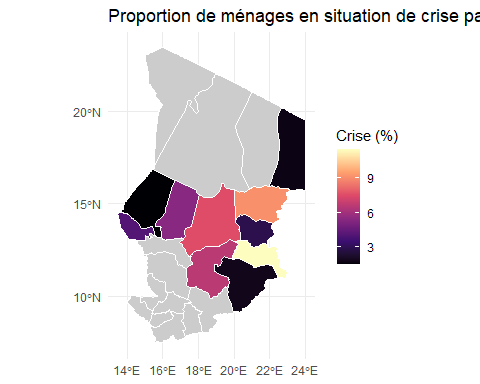 Proportion de ménages en situation de crise pa
20°N
15°N
10°N
14°E 16°E 18°E 20°E 22°E 24°E
Crise (%)
9
6
3